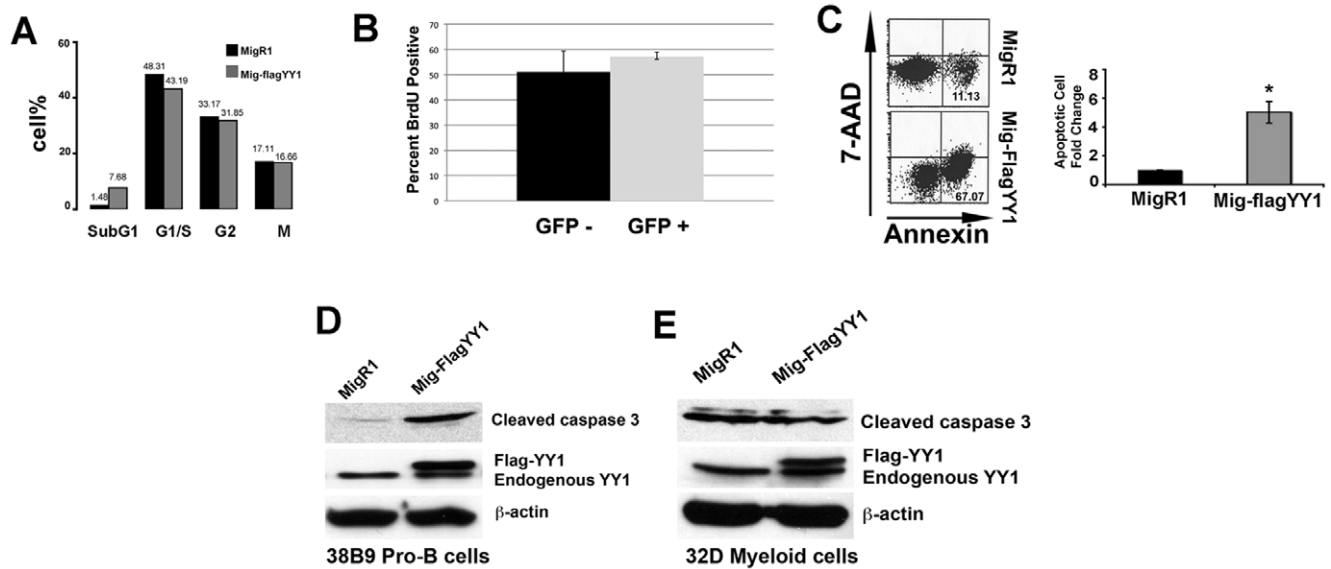 A
60
40
20
0
cell%
MigR1
Mig-flagYY1
1.48
7.68
48.31
43.19
33.17
31.85
17.11
16.66
SubG1 G1/S G2 M
B
Percent BrdU Positive
70
60
50
40
30
20
10
0
GFP - GFP +
C
7-AAD
11.13
67.07
MigR1
Mig-FlagYY1
Annexin
Apoptotic Cell
Fold Change
8
6
4
2
0
*
MigR1 Mig-flagYY1
D
MigR1 Mig-FlagYY1
Cleaved caspase 3
Flag-YY1
Endogenous YY1
β-actin
38B9 Pro-B cells
E
MigR1 Mig-FlagYY1
Cleaved caspase 3
Flag-YY1
Endogenous YY1
β-actin
32D Myeloid cells